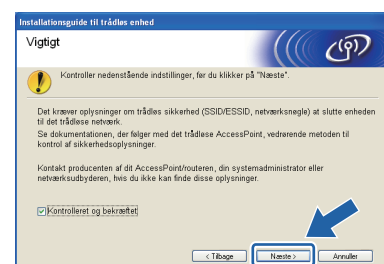 Installationsguide til trådløs enhed
Vigtigt
Kontroller nedenstående indstillinger, før du klikker på "Næste".
Det kræver oplysninger om trådløs sikkerhed (SSID/ESSID, netværksnøgle) at slutte enheden
til det trådløse netværk.
Se dokumentationen, der følger med det trådløse AccessPoint, vedrørende metoden til
kontrol af sikkerhedsoplysninger.
Kontakt producenten af dit AccessPoint/routeren, din systemadministrator eller
netværksudbyderen, hvis du ikke kan finde disse oplysninger.
Kontrolleret og bekræftet
< Tilbage
Næste >
Annuller